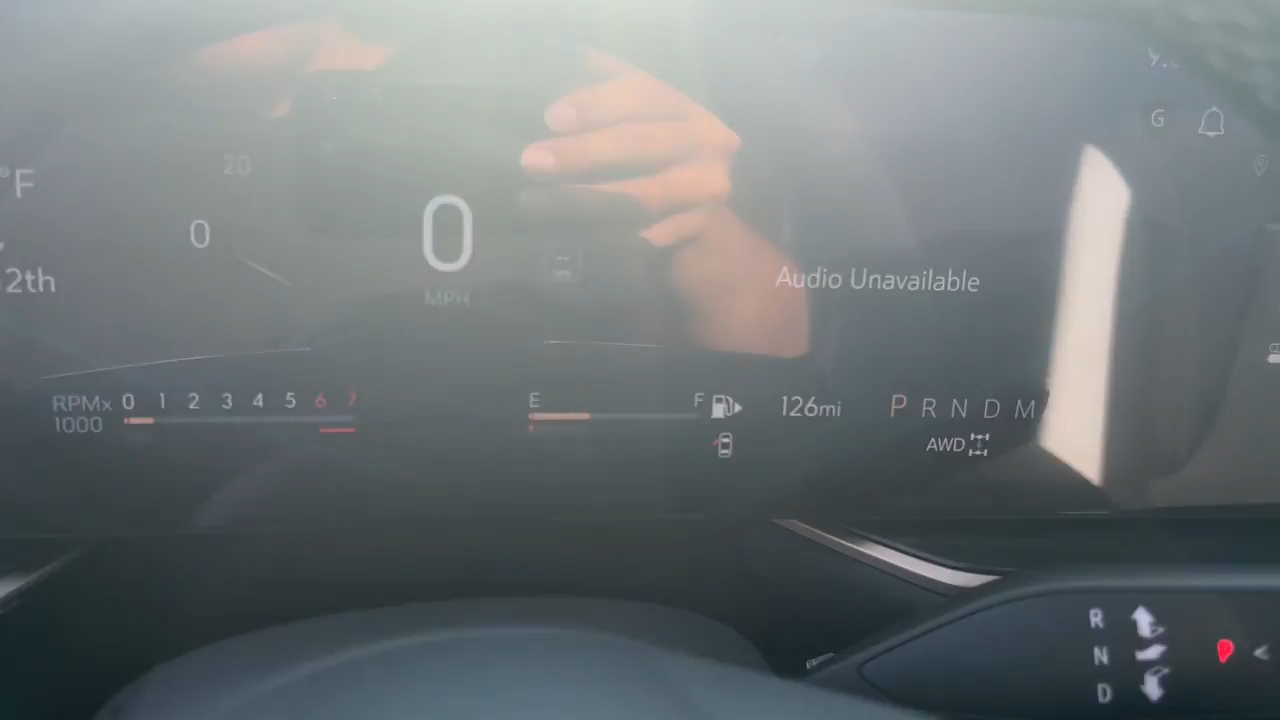 G
20
°F
0
0
2th
Audio Unavailable
MPH
RPMx
1000
0 1 2 3 4 5 6 7
E F
126mi
P R N D M
AWD
R
N
D